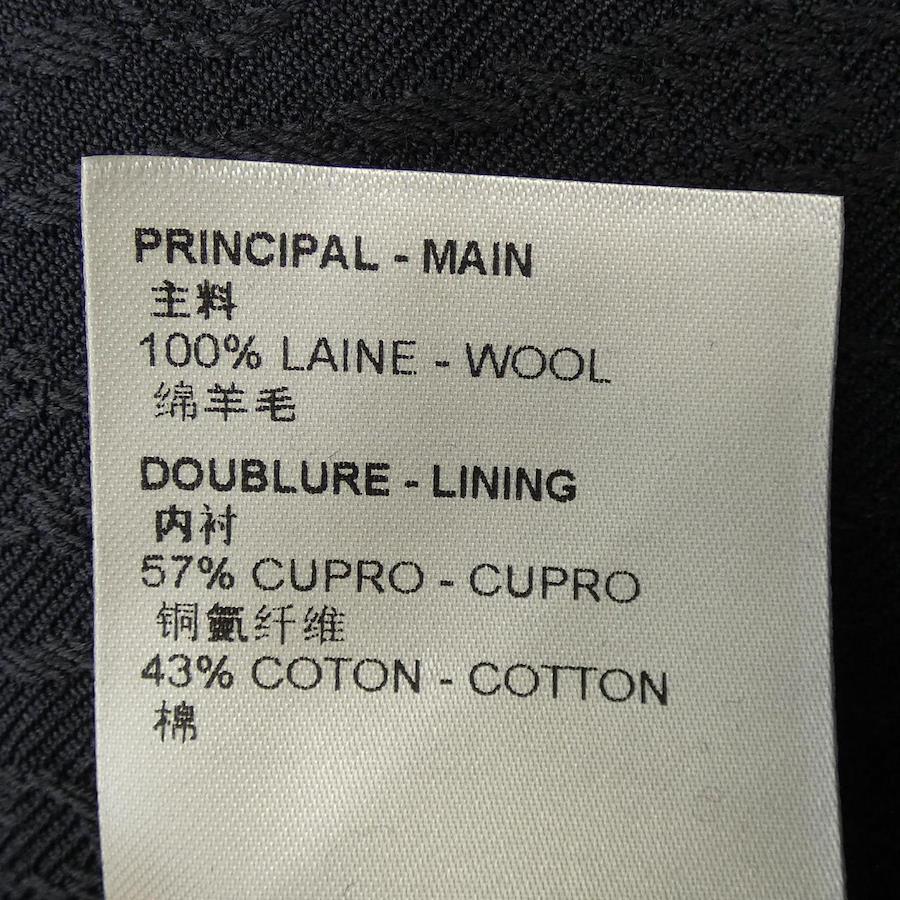 PRINCIPAL - MAIN
主料
100% LAINE - WOOL
绵羊毛
DOUBLURE - LINING
内衬
57% CUPRO - CUPRO
铜氨纤维
43% COTON - COTTON
棉